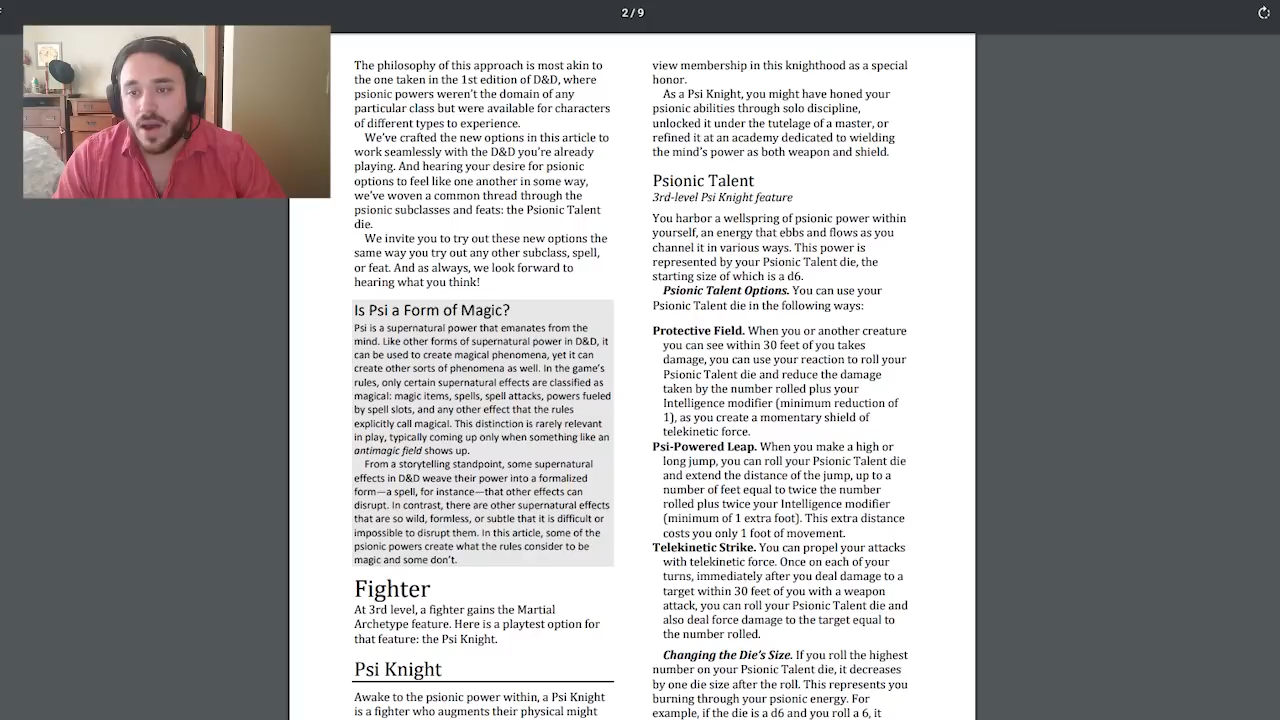 2/9
The philosophy of this approach is most akin to
the one taken in the 1st edition of D&D, where
psionic powers weren't the domain of any
particular class but were available for characters
of different types to experience.
We've crafted the new options in this article to
work seamlessly with the D&D you're already
playing. And hearing your desire for psionic
options to feel like one another in some way,
we've woven a common thread through the
psionic subclasses and feats: the Psionic Talent
die.
We invite you to try out these new options the
same way you try out any other subclass, spell,
or feat. And as always, we look forward to
hearing what you think!
Is Psi a Form of Magic?
Psi is a supernatural power that emanates from the
mind. Like other forms of supernatural power in D&D, it
can be used to create magical phenomena, yet it can
create other sorts of phenomena as well. In the game's
rules, only certain supernatural effects are classified as
magical: magic items, spells, spell attacks, powers fueled
by spell slots, and any other effect that the rules
explicitly call magical. This distinction is rarely relevant
in play, typically coming up only when something like an
antimagic field shows up.
From a storytelling standpoint, some supernatural
effects in D&D weave their power into a formalized
form—a spell, for instance—that other effects can
disrupt. In contrast, there are other supernatural effects
that are so wild, formless, or subtle that it is difficult or
impossible to disrupt them. In this article, some of the
psionic powers create what the rules consider to be
magic and some don't.
Fighter
At 3rd level, a fighter gains the Martial
Archetype feature. Here is a playtest option for
that feature: the Psi Knight.
Psi Knight
Awake to the psionic power within, a Psi Knight
is a fighter who augments their physical might
view membership in this knighthood as a special
honor.
As a Psi Knight, you might have honed your
psionic abilities through solo discipline,
unlocked it under the tutelage of a master, or
refined it at an academy dedicated to wielding
the mind's power as both weapon and shield.
Psionic Talent
3rd-level Psi Knight feature
You harbor a wellspring of psionic power within
yourself, an energy that ebbs and flows as you
channel it in various ways. This power is
represented by your Psionic Talent die, the
starting size of which is a d6.
Psionic Talent Options. You can use your
Psionic Talent die in the following ways:
Protective Field. When you or another creature
you can see within 30 feet of you takes
damage, you can use your reaction to roll your
Psionic Talent die and reduce the damage
taken by the number rolled plus your
Intelligence modifier (minimum reduction of
1), as you create a momentary shield of
telekinetic force.
Psi-Powered Leap. When you make a high or
long jump, you can roll your Psionic Talent die
and extend the distance of the jump, up to a
number of feet equal to twice the number
rolled plus twice your Intelligence modifier
(minimum of 1 extra foot). This extra distance
costs you only 1 foot of movement.
Telekinetic Strike. You can propel your attacks
with telekinetic force. Once on each of your
turns, immediately after you deal damage to a
target within 30 feet of you with a weapon
attack, you can roll your Psionic Talent die and
also deal force damage to the target equal to
the number rolled.
Changing the Die's Size. If you roll the highest
number on your Psionic Talent die, it decreases
by one die size after the roll. This represents you
burning through your psionic energy. For
example, if the die is a d6 and you roll a 6, it